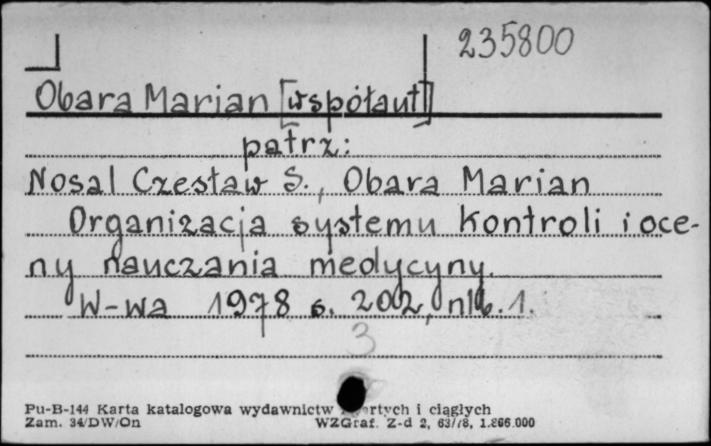 235800
Obara Marian [współaut]
patrz:
Nosal Czesław S., Obara Marian
Organizacja systemu kontroli i oce-
ny nauczania medycyny.
W-wa 1978 s. 202, nlb. 1.
3
Pu-B-144 Karta katalogowa wydawnictw zwartych i ciągłych
Zam. 34/DW/On WZGraf. Z-d 2, 63/78, 1.866.000